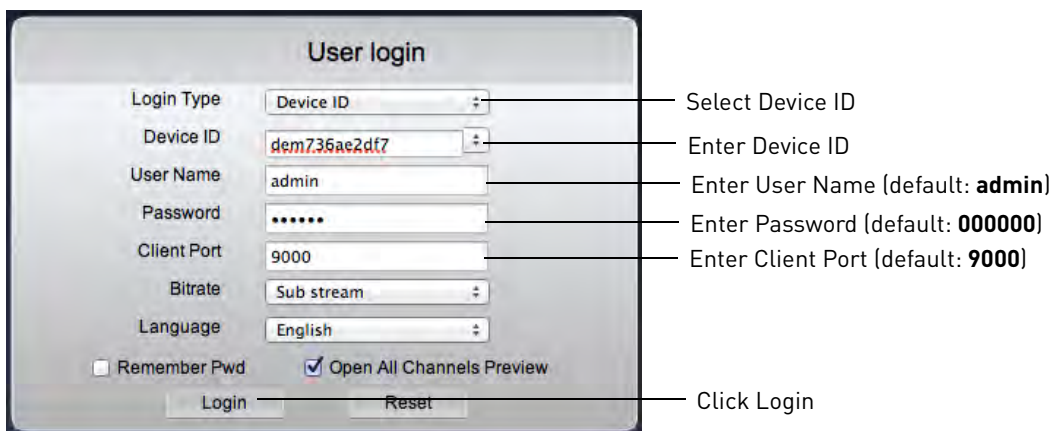 User login
Login Type Device ID Select Device ID
Device ID dem736ae2df7 Enter Device ID
User Name admin Enter User Name (default: admin)
Password •••••• Enter Password (default: 000000)
Client Port 9000 Enter Client Port (default: 9000)
Bitrate Sub stream
Language English
Remember Pwd Open All Channels Preview
Login Reset Click Login